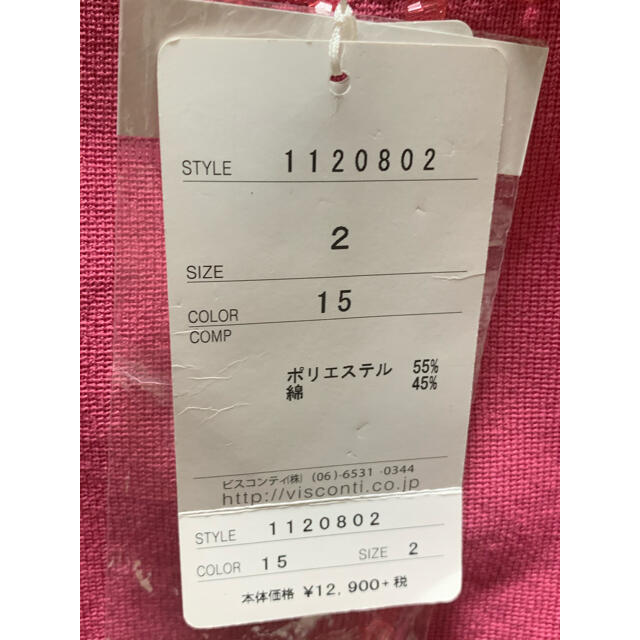 STYLE 1120802
SIZE 2
COLOR 15
COMP
ポリエステル 55%
綿 45%
ビスコンティ(株) (06)-6531-0344
http://visconti.co.jp
STYLE 1120802
COLOR 15 SIZE 2
本体価格 ¥12,900+税